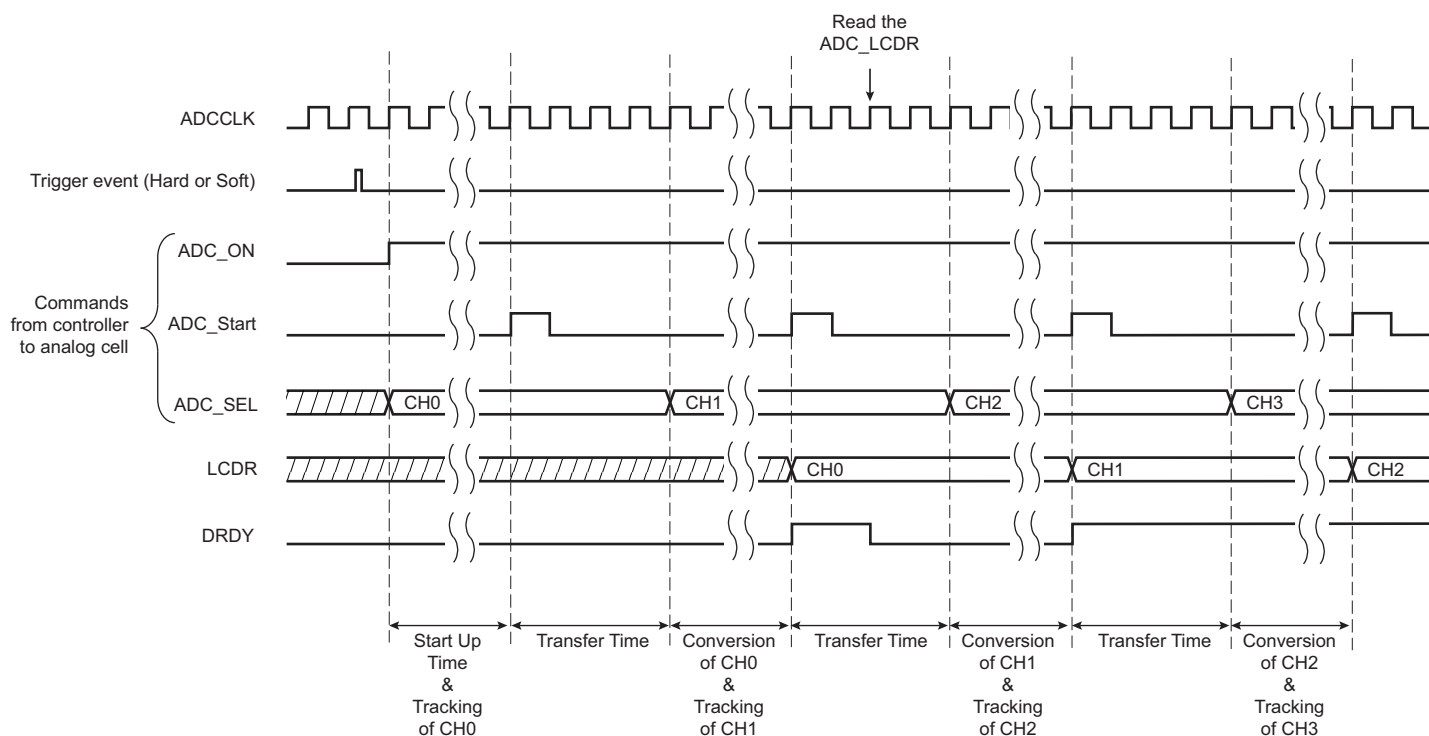 Read the
ADC_LCDR
ADCCLK
Trigger event (Hard or Soft)
ADC_ON
Commands
from controller
to analog cell
ADC_Start
ADC_SEL
CH0
CH1
CH2
CH3
LCDR
CH0
CH1
CH2
DRDY
Start Up
Time
&
Tracking
of CH0
Transfer Time
Conversion
of CH0
&
Tracking
of CH1
Transfer Time
Conversion
of CH1
&
Tracking
of CH2
Transfer Time
Conversion
of CH2
&
Tracking
of CH3